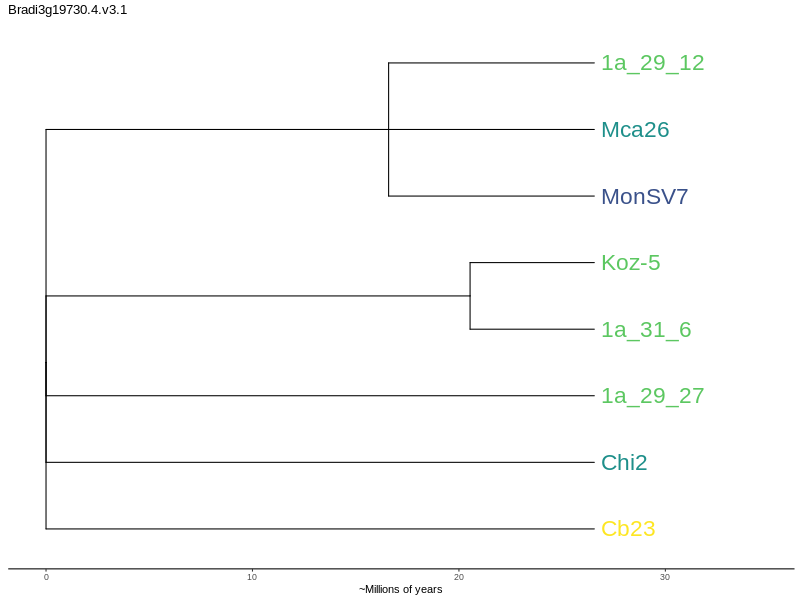 Bradi3g19730.4.v3.1
1a_29_12
Mca26
MonSV7
Koz-5
1a_31_6
1a_29_27
Chi2
Cb23
0 10 20 30
~Millions of years